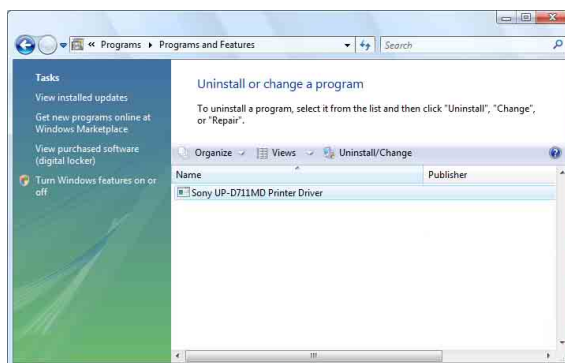 « Programs ▸ Programs and Features
Search
Tasks
View installed updates
Get new programs online at
Windows Marketplace
View purchased software
(digital locker)
Turn Windows features on or
off
Uninstall or change a program
To uninstall a program, select it from the list and then click "Uninstall", "Change",
or "Repair".
Organize Views Uninstall/Change
Name Publisher
Sony UP-D711MD Printer Driver